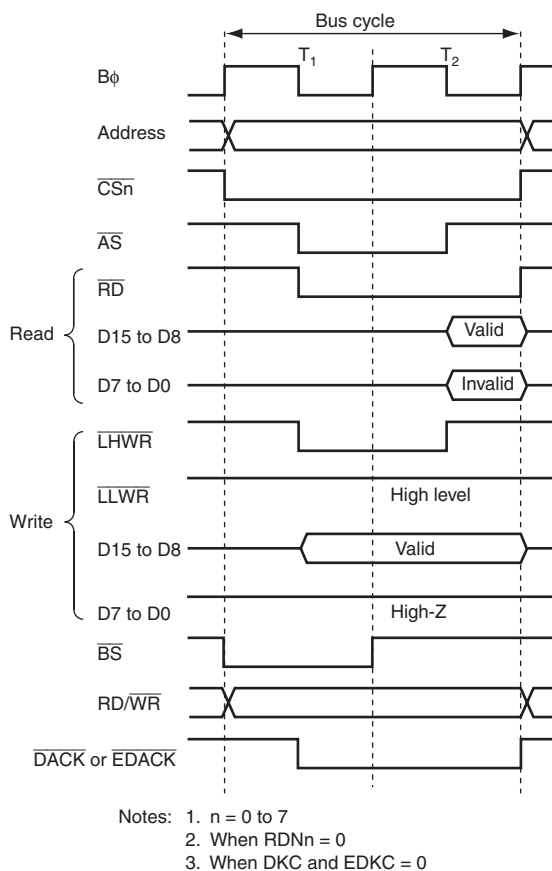 Bus cycle
T1 T2
Bφ
Address
CSn
AS
RD
Read
D15 to D8 Valid
D7 to D0 Invalid
LHWR
LLWR High level
Write
D15 to D8 Valid
D7 to D0 High-Z
BS
RD/WR
DACK or EDACK
Notes: 1. n = 0 to 7
2. When RDNn = 0
3. When DKC and EDKC = 0